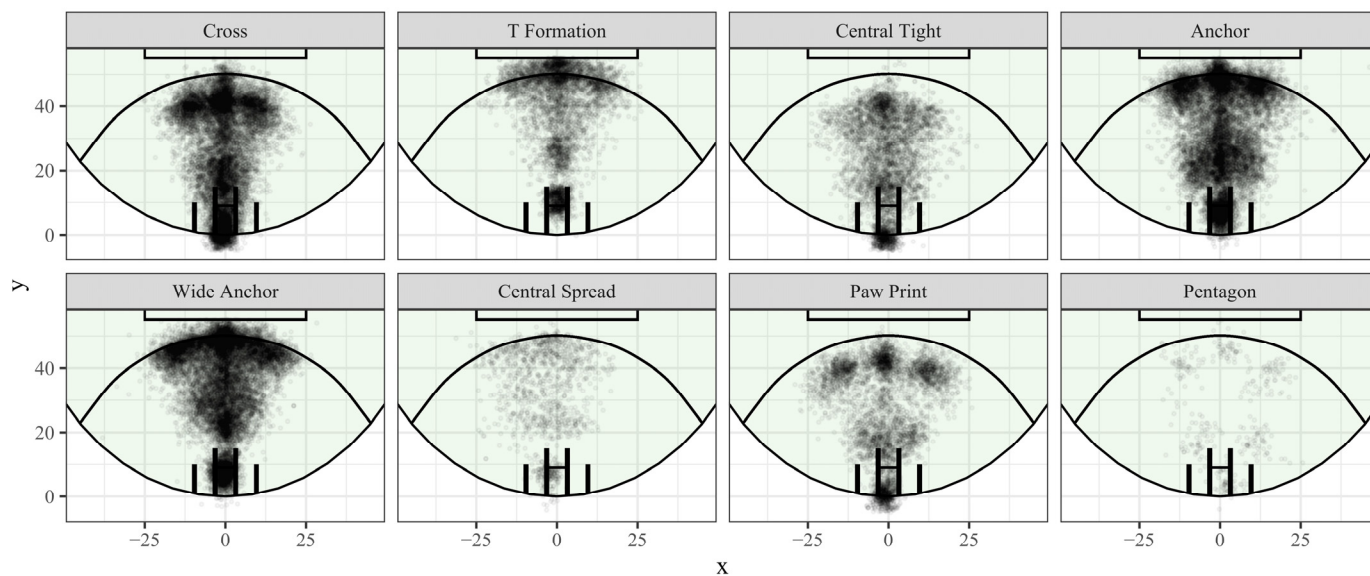 Cross T Formation Central Tight Anchor
40
20
0
y
Wide Anchor Central Spread Paw Print Pentagon
40
20
0
−25 0 25 −25 0 25 −25 0 25 −25 0 25
x